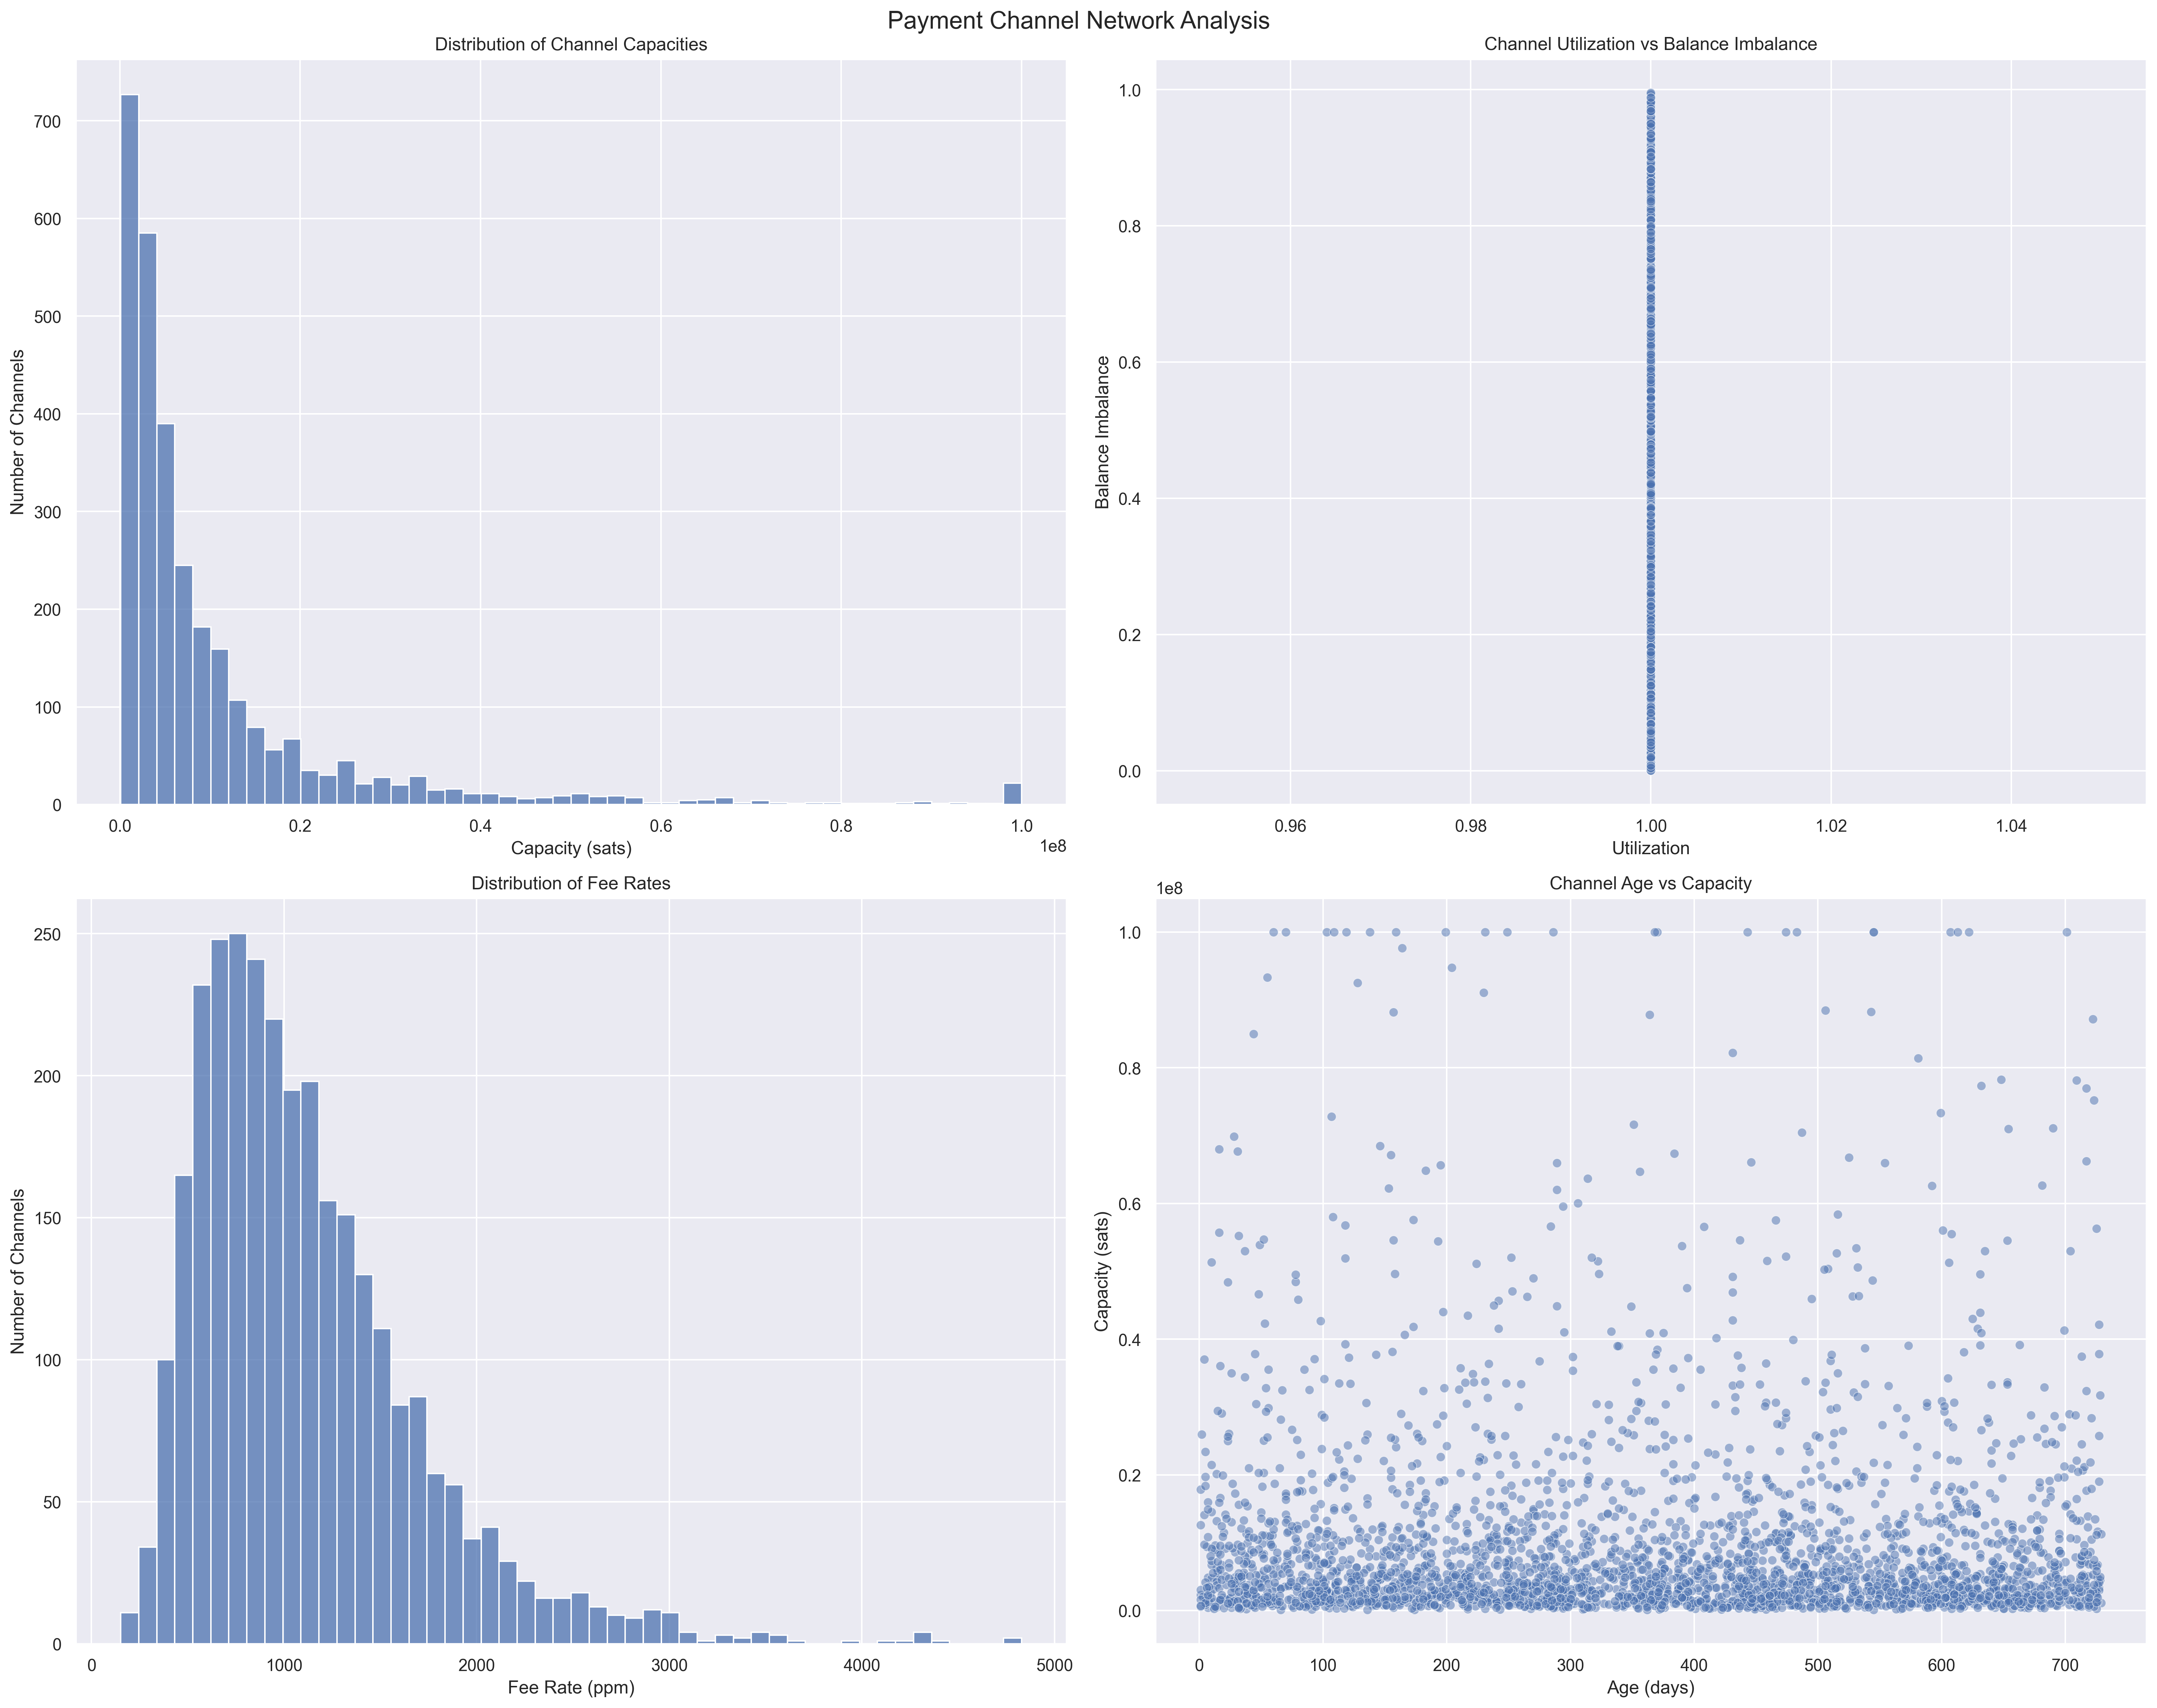 Payment Channel Network Analysis
Distribution of Channel Capacities
Number of Channels
700
600
500
400
300
200
100
0
0.0 0.2 0.4 0.6 0.8 1.0
1e8
Capacity (sats)
Channel Utilization vs Balance Imbalance
Balance Imbalance
1.0
0.8
0.6
0.4
0.2
0.0
0.96 0.98 1.00 1.02 1.04
Utilization
Distribution of Fee Rates
Number of Channels
250
200
150
100
50
0
0 1000 2000 3000 4000 5000
Fee Rate (ppm)
Channel Age vs Capacity
1e8
Capacity (sats)
1.0
0.8
0.6
0.4
0.2
0.0
0 100 200 300 400 500 600 700
Age (days)